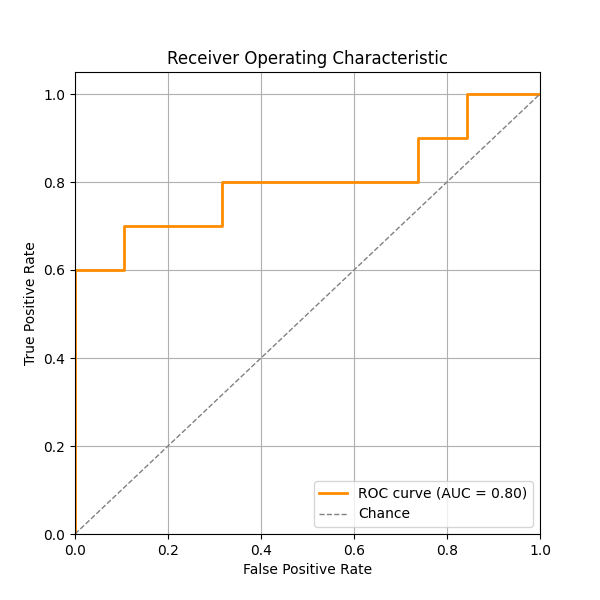 Receiver Operating Characteristic
1.0
0.8
0.6
0.4
0.2
0.0
True Positive Rate
0.0 0.2 0.4 0.6 0.8 1.0
False Positive Rate
ROC curve (AUC = 0.80)
Chance